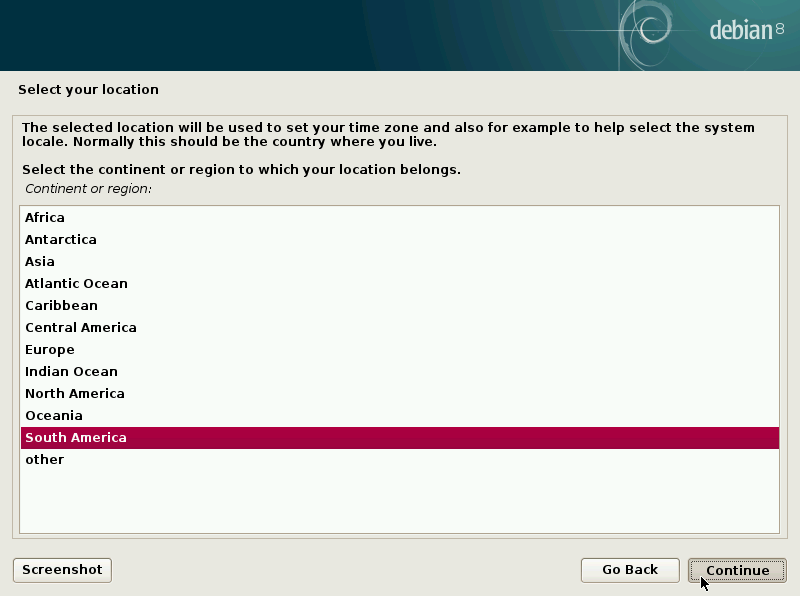 debian 8
Select your location
The selected location will be used to set your time zone and also for example to help select the system
locale. Normally this should be the country where you live.
Select the continent or region to which your location belongs.
Continent or region:
Africa
Antarctica
Asia
Atlantic Ocean
Caribbean
Central America
Europe
Indian Ocean
North America
Oceania
South America
other
Screenshot
Go Back
Continue